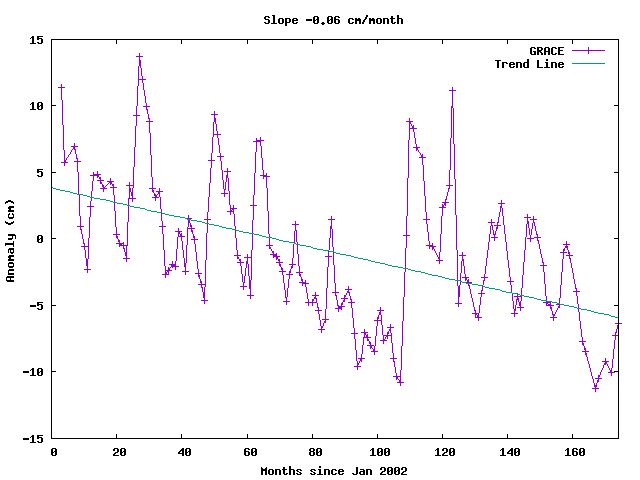 Slope -0.06 cm/month
GRACE
Trend Line
15
10
5
0
-5
-10
-15
Anomaly (cm)
0 20 40 60 80 100 120 140 160
Months since Jan 2002